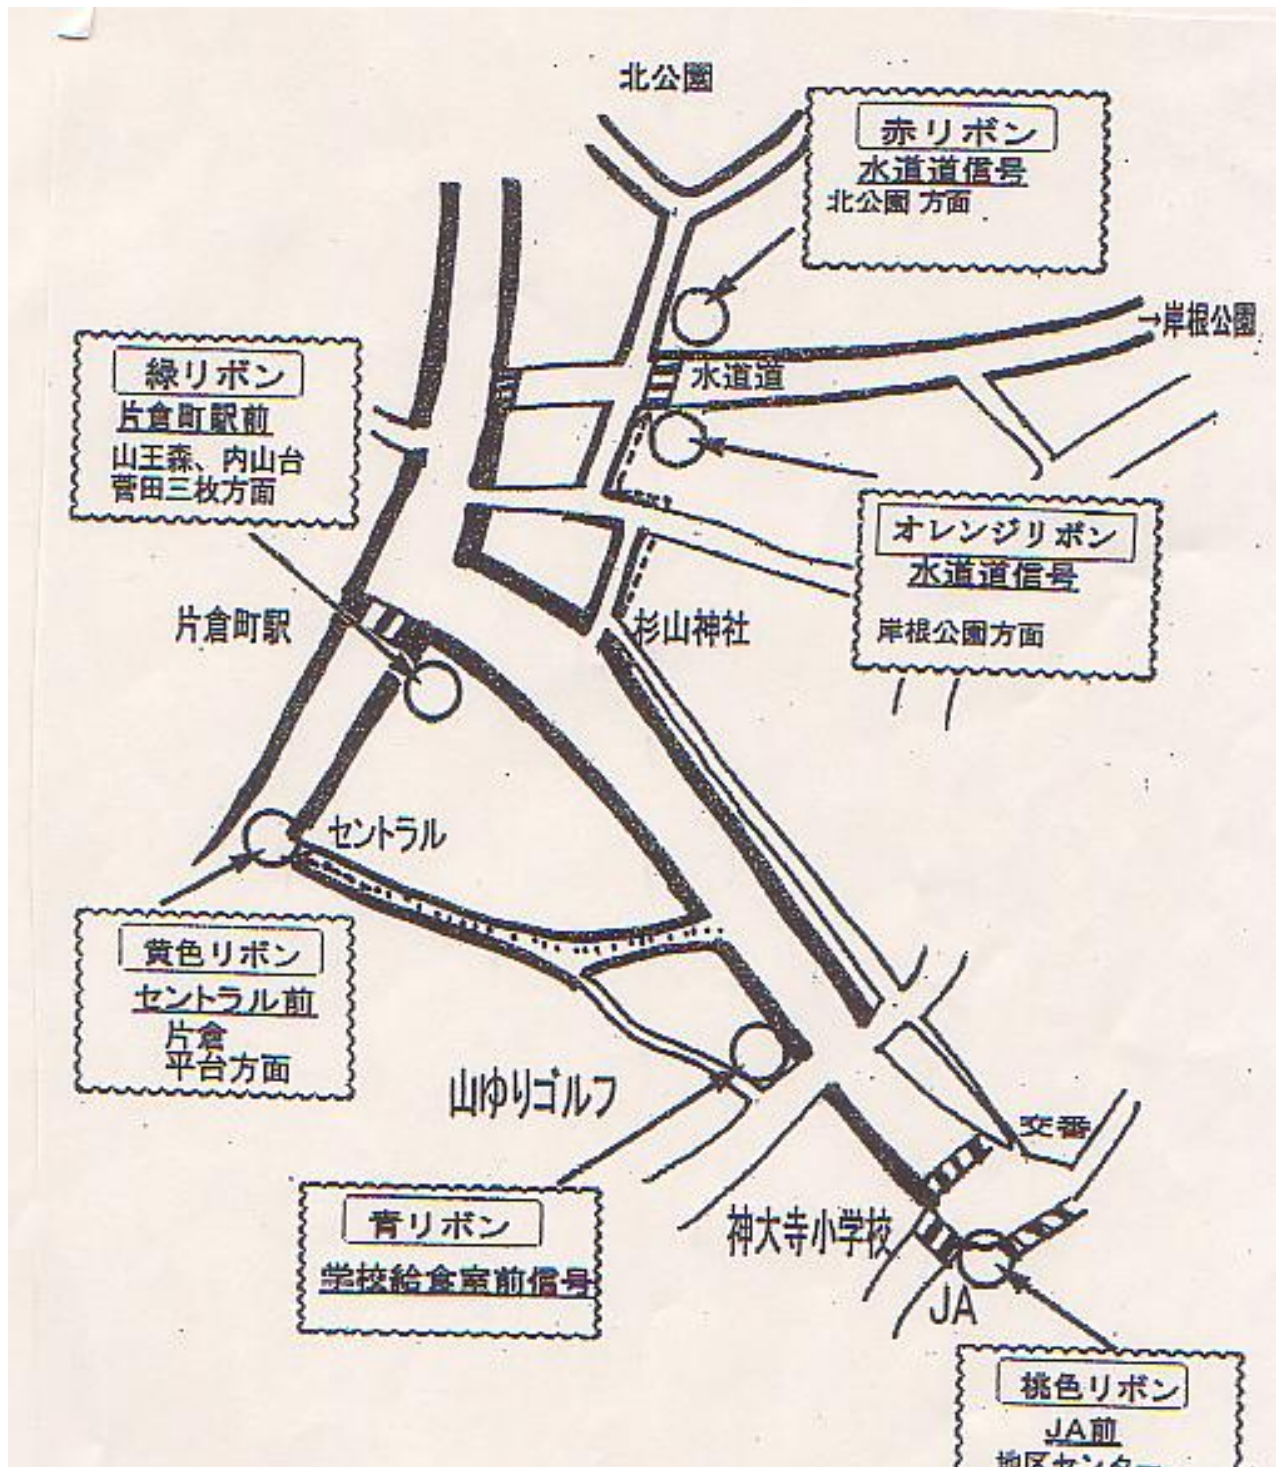 北公園
赤リボン
水道道信号
北公園 方面
→岸根公園
水道道
緑リボン
片倉町駅前
山王森、内山台
菅田三枚方面
オレンジリボン
水道道信号
岸根公園方面
片倉町駅
杉山神社
セントラル
黄色リボン
セントラル前
片倉
平台方面
山ゆりゴルフ
交番
青リボン
学校給食室前信号
神大寺小学校
JA
桃色リボン
JA前
地区センター